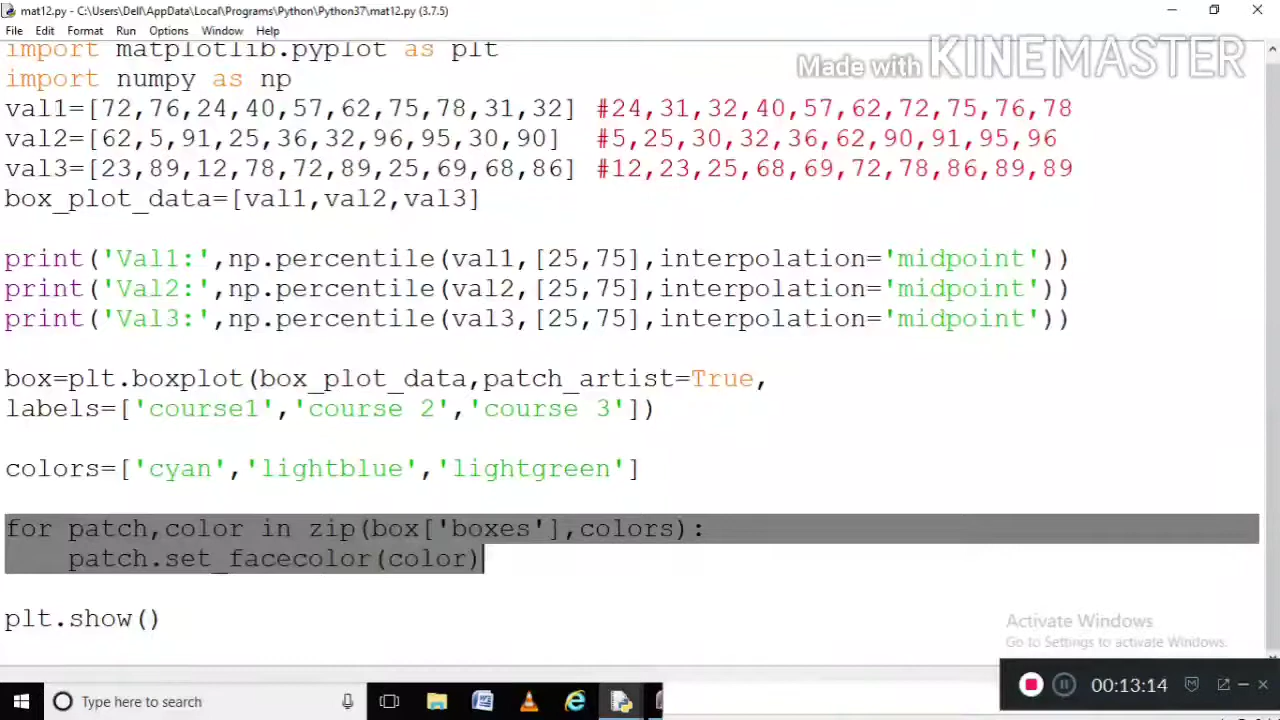 mat12.py - C:\Users\Dell\AppData\Local\Programs\Python\Python37\mat12.py (3.7.5)
File Edit Format Run Options Window Help
Made with KINEMASTER
import matplotlib.pyplot as plt
import numpy as np
val1=[72,76,24,40,57,62,75,78,31,32] #24,31,32,40,57,62,72,75,76,78
val2=[62,5,91,25,36,32,96,95,30,90] #5,25,30,32,36,62,90,91,95,96
val3=[23,89,12,78,72,89,25,69,68,86] #12,23,25,68,69,72,78,86,89,89
box_plot_data=[val1,val2,val3]
print('Val1:',np.percentile(val1,[25,75],interpolation='midpoint'))
print('Val2:',np.percentile(val2,[25,75],interpolation='midpoint'))
print('Val3:',np.percentile(val3,[25,75],interpolation='midpoint'))
box=plt.boxplot(box_plot_data,patch_artist=True,
labels=['course1','course 2','course 3'])
colors=['cyan','lightblue','lightgreen']
for patch,color in zip(box['boxes'],colors):
    patch.set_facecolor(color)
plt.show()
Activate Windows
Go to Settings to activate Windows.
Type here to search
00:13:14